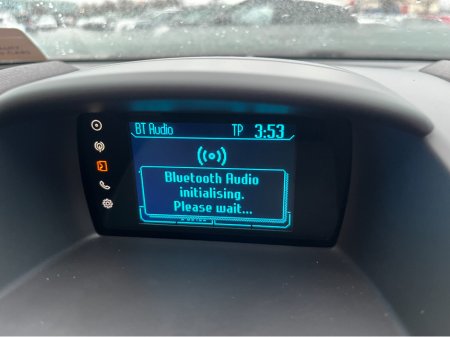 BT Audio TP 3:53
Bluetooth Audio
initialising.
Please wait...